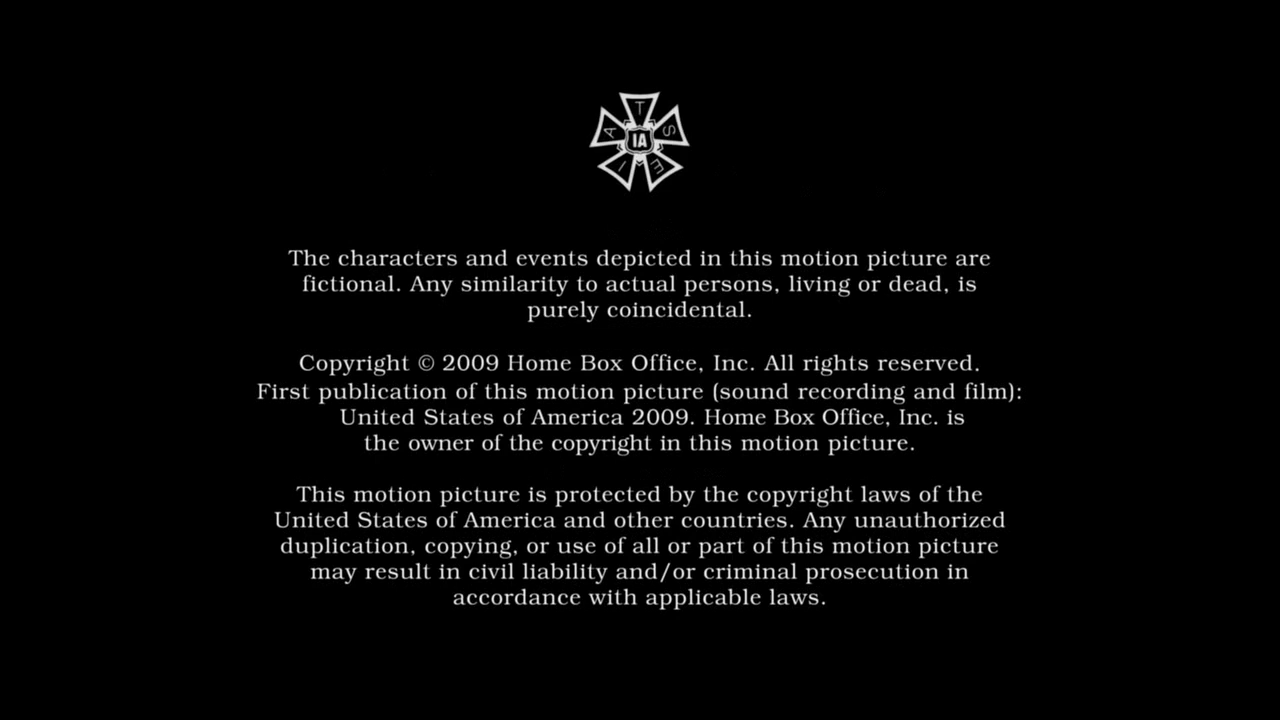 T
A
S
IA
I
E
The characters and events depicted in this motion picture are
fictional. Any similarity to actual persons, living or dead, is
purely coincidental.
Copyright © 2009 Home Box Office, Inc. All rights reserved.
First publication of this motion picture (sound recording and film):
United States of America 2009. Home Box Office, Inc. is
the owner of the copyright in this motion picture.
This motion picture is protected by the copyright laws of the
United States of America and other countries. Any unauthorized
duplication, copying, or use of all or part of this motion picture
may result in civil liability and/or criminal prosecution in
accordance with applicable laws.